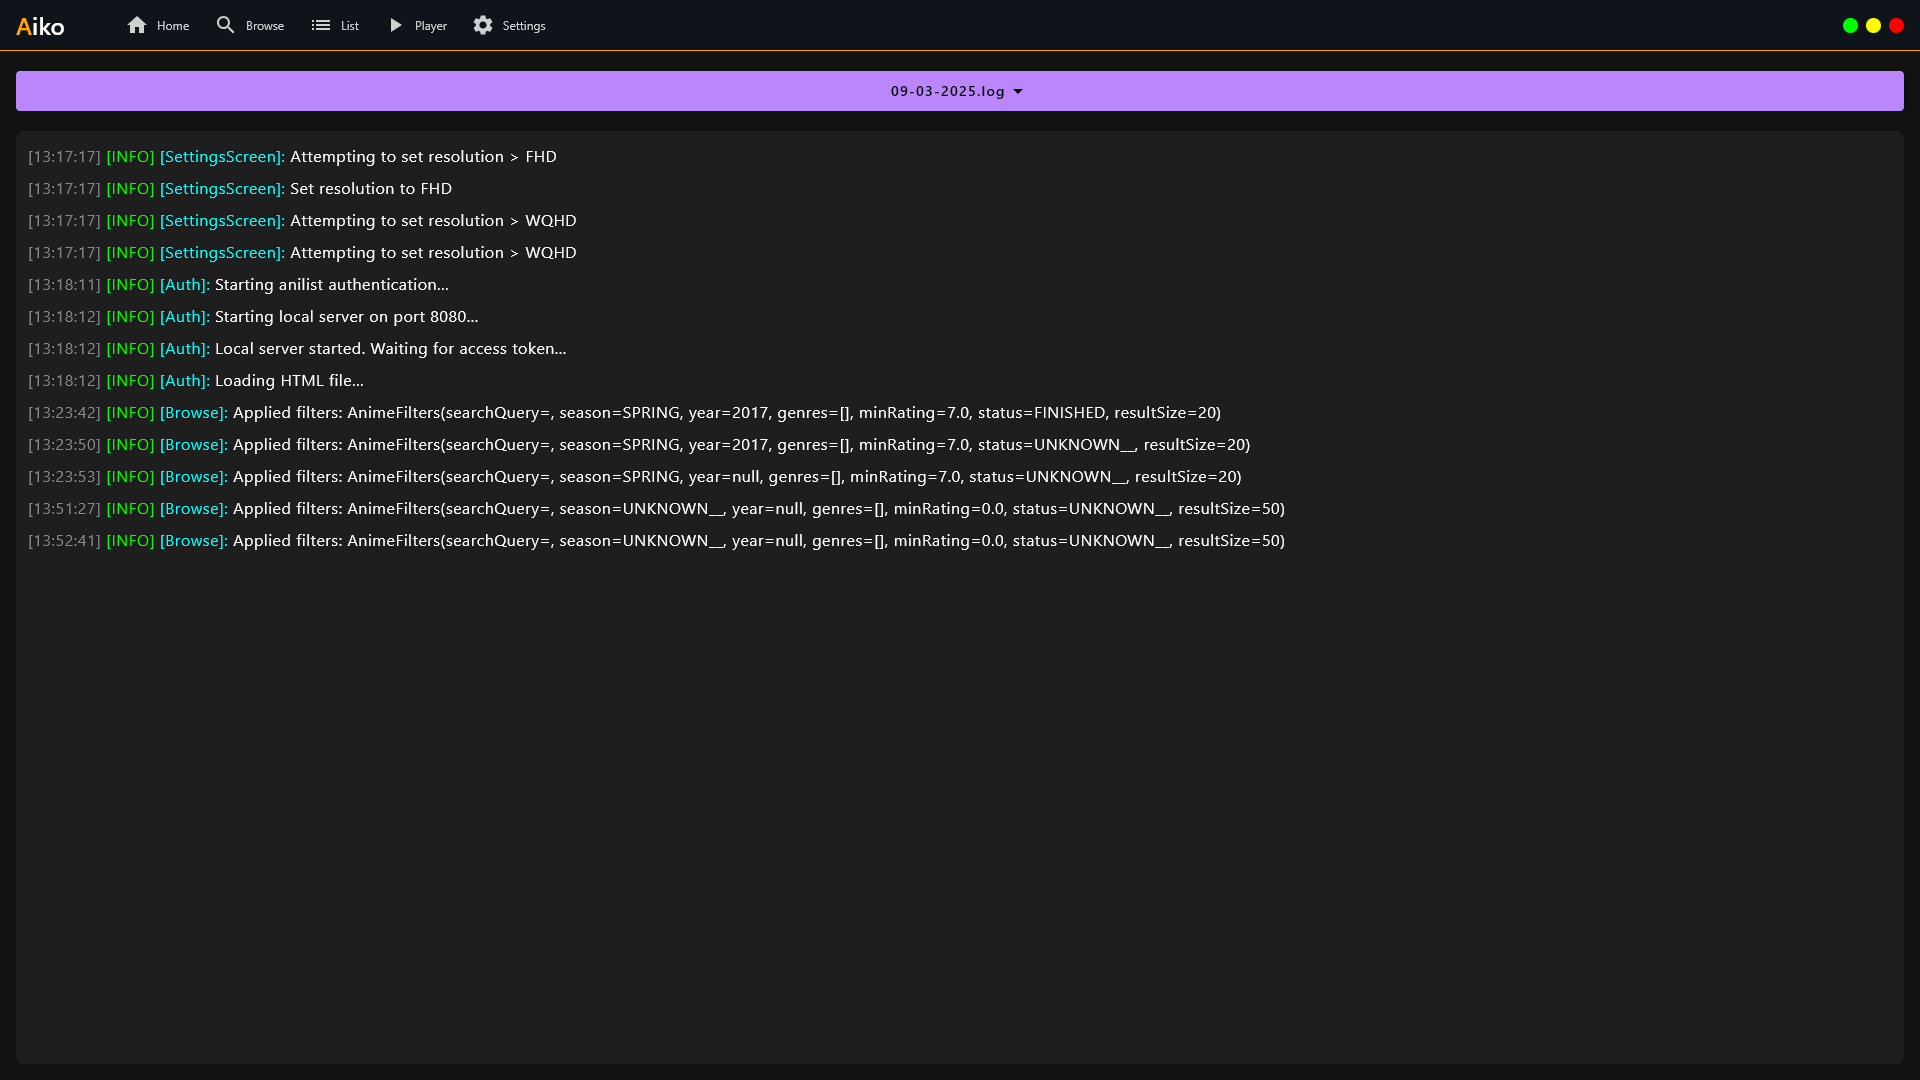 Aiko Home Browse List Player Settings
09-03-2025.log
[13:17:17] [INFO] [SettingsScreen]: Attempting to set resolution > FHD
[13:17:17] [INFO] [SettingsScreen]: Set resolution to FHD
[13:17:17] [INFO] [SettingsScreen]: Attempting to set resolution > WQHD
[13:17:17] [INFO] [SettingsScreen]: Attempting to set resolution > WQHD
[13:18:11] [INFO] [Auth]: Starting anilist authentication...
[13:18:12] [INFO] [Auth]: Starting local server on port 8080...
[13:18:12] [INFO] [Auth]: Local server started. Waiting for access token...
[13:18:12] [INFO] [Auth]: Loading HTML file...
[13:23:42] [INFO] [Browse]: Applied filters: AnimeFilters(searchQuery=, season=SPRING, year=2017, genres=[], minRating=7.0, status=FINISHED, resultSize=20)
[13:23:50] [INFO] [Browse]: Applied filters: AnimeFilters(searchQuery=, season=SPRING, year=2017, genres=[], minRating=7.0, status=UNKNOWN__, resultSize=20)
[13:23:53] [INFO] [Browse]: Applied filters: AnimeFilters(searchQuery=, season=SPRING, year=null, genres=[], minRating=7.0, status=UNKNOWN__, resultSize=20)
[13:51:27] [INFO] [Browse]: Applied filters: AnimeFilters(searchQuery=, season=UNKNOWN__, year=null, genres=[], minRating=0.0, status=UNKNOWN__, resultSize=50)
[13:52:41] [INFO] [Browse]: Applied filters: AnimeFilters(searchQuery=, season=UNKNOWN__, year=null, genres=[], minRating=0.0, status=UNKNOWN__, resultSize=50)